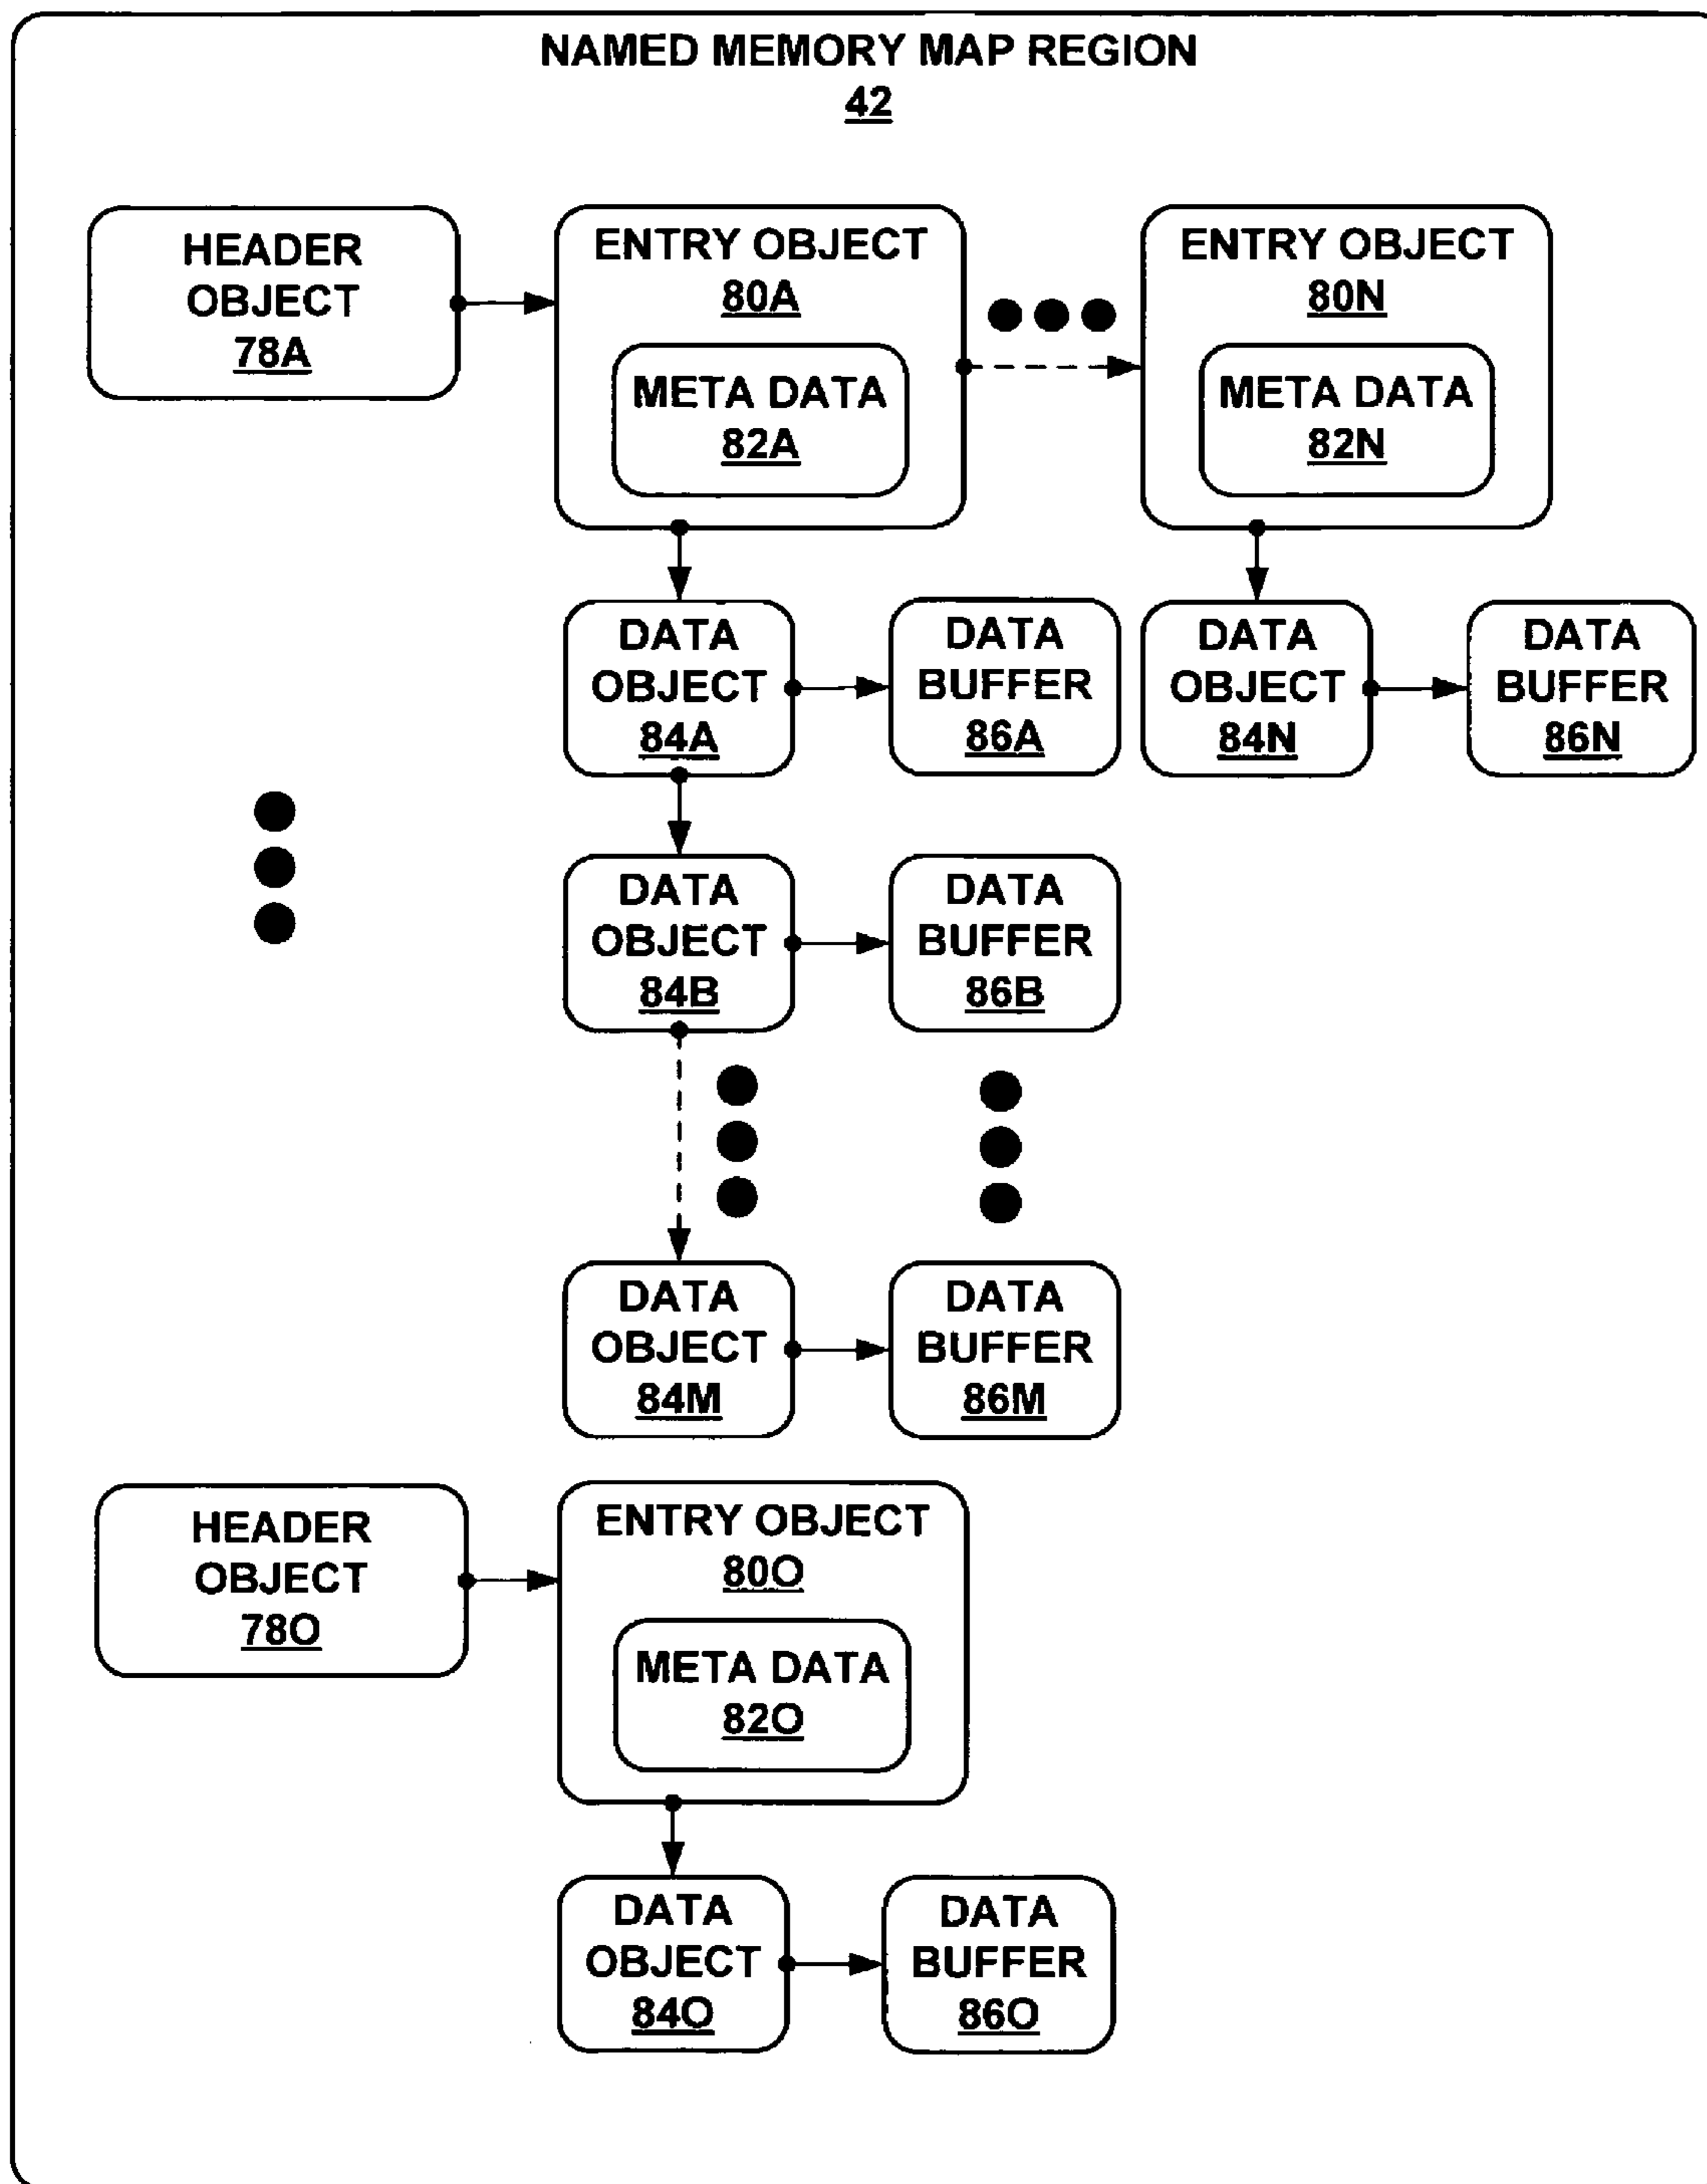 NAMED MEMORY MAP REGION
42
HEADER
OBJECT
78A
ENTRY OBJECT
80A
META DATA
82A
ENTRY OBJECT
80N
META DATA
82N
DATA
OBJECT
84A
DATA
BUFFER
86A
DATA
OBJECT
84N
DATA
BUFFER
86N
DATA
OBJECT
84B
DATA
BUFFER
86B
DATA
OBJECT
84M
DATA
BUFFER
86M
HEADER
OBJECT
78O
ENTRY OBJECT
80O
META DATA
82O
DATA
OBJECT
84O
DATA
BUFFER
86O